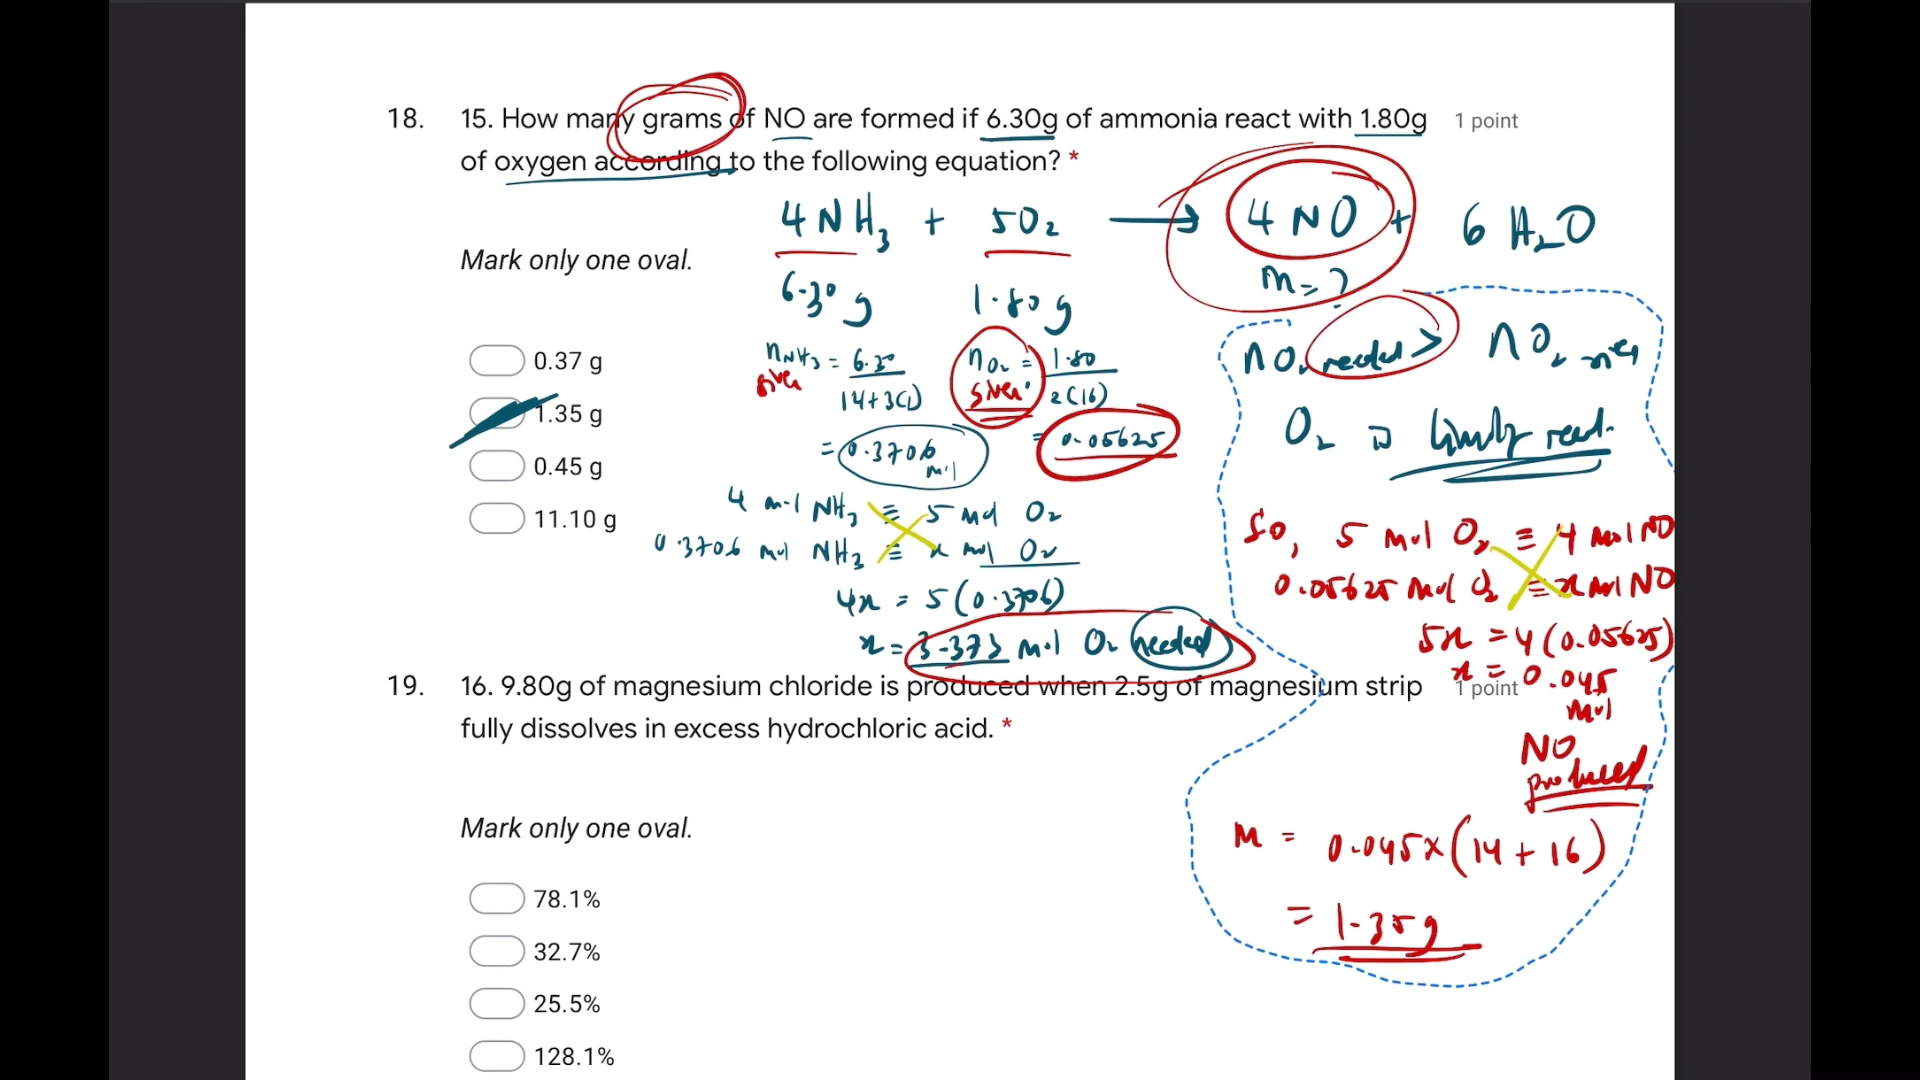 18. 15. How many grams of NO are formed if 6.30g of ammonia react with 1.80g 1 point
of oxygen according to the following equation? *
4NH₃ + 5O₂ → 4NO + 6H₂O
Mark only one oval.
6.30 g 1.80 g m = ?
0.37 g
1.35 g
0.45 g
11.10 g
nNH₃ = 6.30
given 14+3(1)
= 0.3706 mol
nO₂ = 1.80
given 2(16)
= 0.05625
4 mol NH₃ ≡ 5 mol O₂
0.3706 mol NH₃ ≡ x mol O₂
4x = 5(0.3706)
x = 3.373 mol O₂ needed
nO₂ needed > nO₂
O₂ is
So, 5 mol O₂ ≡ 4 mol NO
0.05625 mol O₂ ≡ x mol NO
5x = 4(0.05625)
x = 0.045
mol
NO
produced
m = 0.045 x (14 + 16)
= 1.35g
19. 16. 9.80g of magnesium chloride is produced when 2.5g of magnesium strip 1 point
fully dissolves in excess hydrochloric acid. *
Mark only one oval.
78.1%
32.7%
25.5%
128.1%